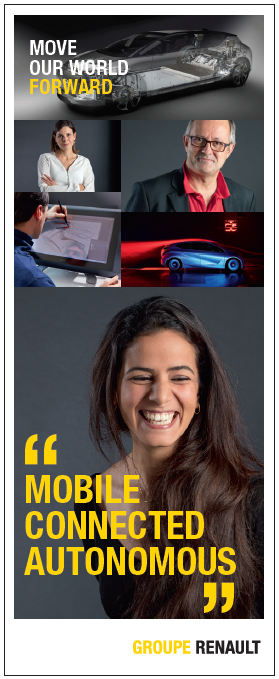 MOVE
OUR WORLD
FORWARD
“
MOBILE
CONNECTED
AUTONOMOUS
”
GROUPE RENAULT